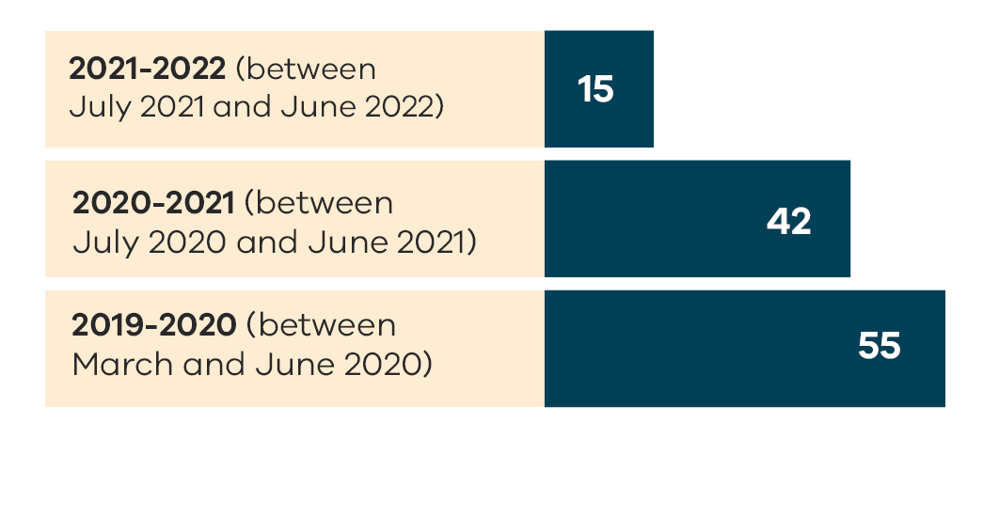 2021-2022 (between
July 2021 and June 2022)
15
2020-2021 (between
July 2020 and June 2021)
42
2019-2020 (between
March and June 2020)
55